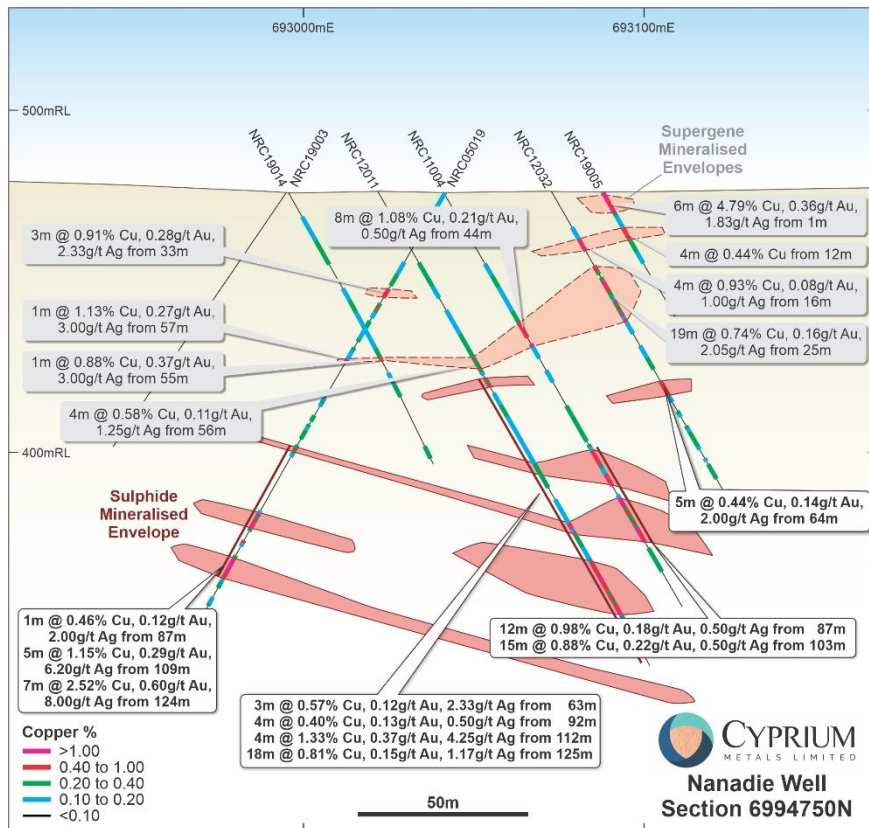 693000mE
693100mE
500mRL
NRC19014
NRC19003
NRC12011
NRC11004
NRC05019
NRC12032
NRC19005
Supergene
Mineralised
Envelopes
8m @ 1.08% Cu, 0.21g/t Au,
0.50g/t Ag from 44m
6m @ 4.79% Cu, 0.36g/t Au,
1.83g/t Ag from 1m
3m @ 0.91% Cu, 0.28g/t Au,
2.33g/t Ag from 33m
4m @ 0.44% Cu from 12m
4m @ 0.93% Cu, 0.08g/t Au,
1.00g/t Ag from 16m
1m @ 1.13% Cu, 0.27g/t Au,
3.00g/t Ag from 57m
19m @ 0.74% Cu, 0.16g/t Au,
2.05g/t Ag from 25m
1m @ 0.88% Cu, 0.37g/t Au,
3.00g/t Ag from 55m
4m @ 0.58% Cu, 0.11g/t Au,
1.25g/t Ag from 56m
400mRL
Sulphide
Mineralised
Envelope
5m @ 0.44% Cu, 0.14g/t Au,
2.00g/t Ag from 64m
1m @ 0.46% Cu, 0.12g/t Au,
2.00g/t Ag from 87m
5m @ 1.15% Cu, 0.29g/t Au,
6.20g/t Ag from 109m
7m @ 2.52% Cu, 0.60g/t Au,
8.00g/t Ag from 124m
12m @ 0.98% Cu, 0.18g/t Au, 0.50g/t Ag from 87m
15m @ 0.88% Cu, 0.22g/t Au, 0.50g/t Ag from 103m
3m @ 0.57% Cu, 0.12g/t Au, 2.33g/t Ag from 63m
4m @ 0.40% Cu, 0.13g/t Au, 0.50g/t Ag from 92m
4m @ 1.33% Cu, 0.37g/t Au, 4.25g/t Ag from 112m
18m @ 0.81% Cu, 0.15g/t Au, 1.17g/t Ag from 125m
Copper %
>1.00
0.40 to 1.00
0.20 to 0.40
0.10 to 0.20
<0.10
50m
CYPRIUM
METALS LIMITED
Nanadie Well
Section 6994750N